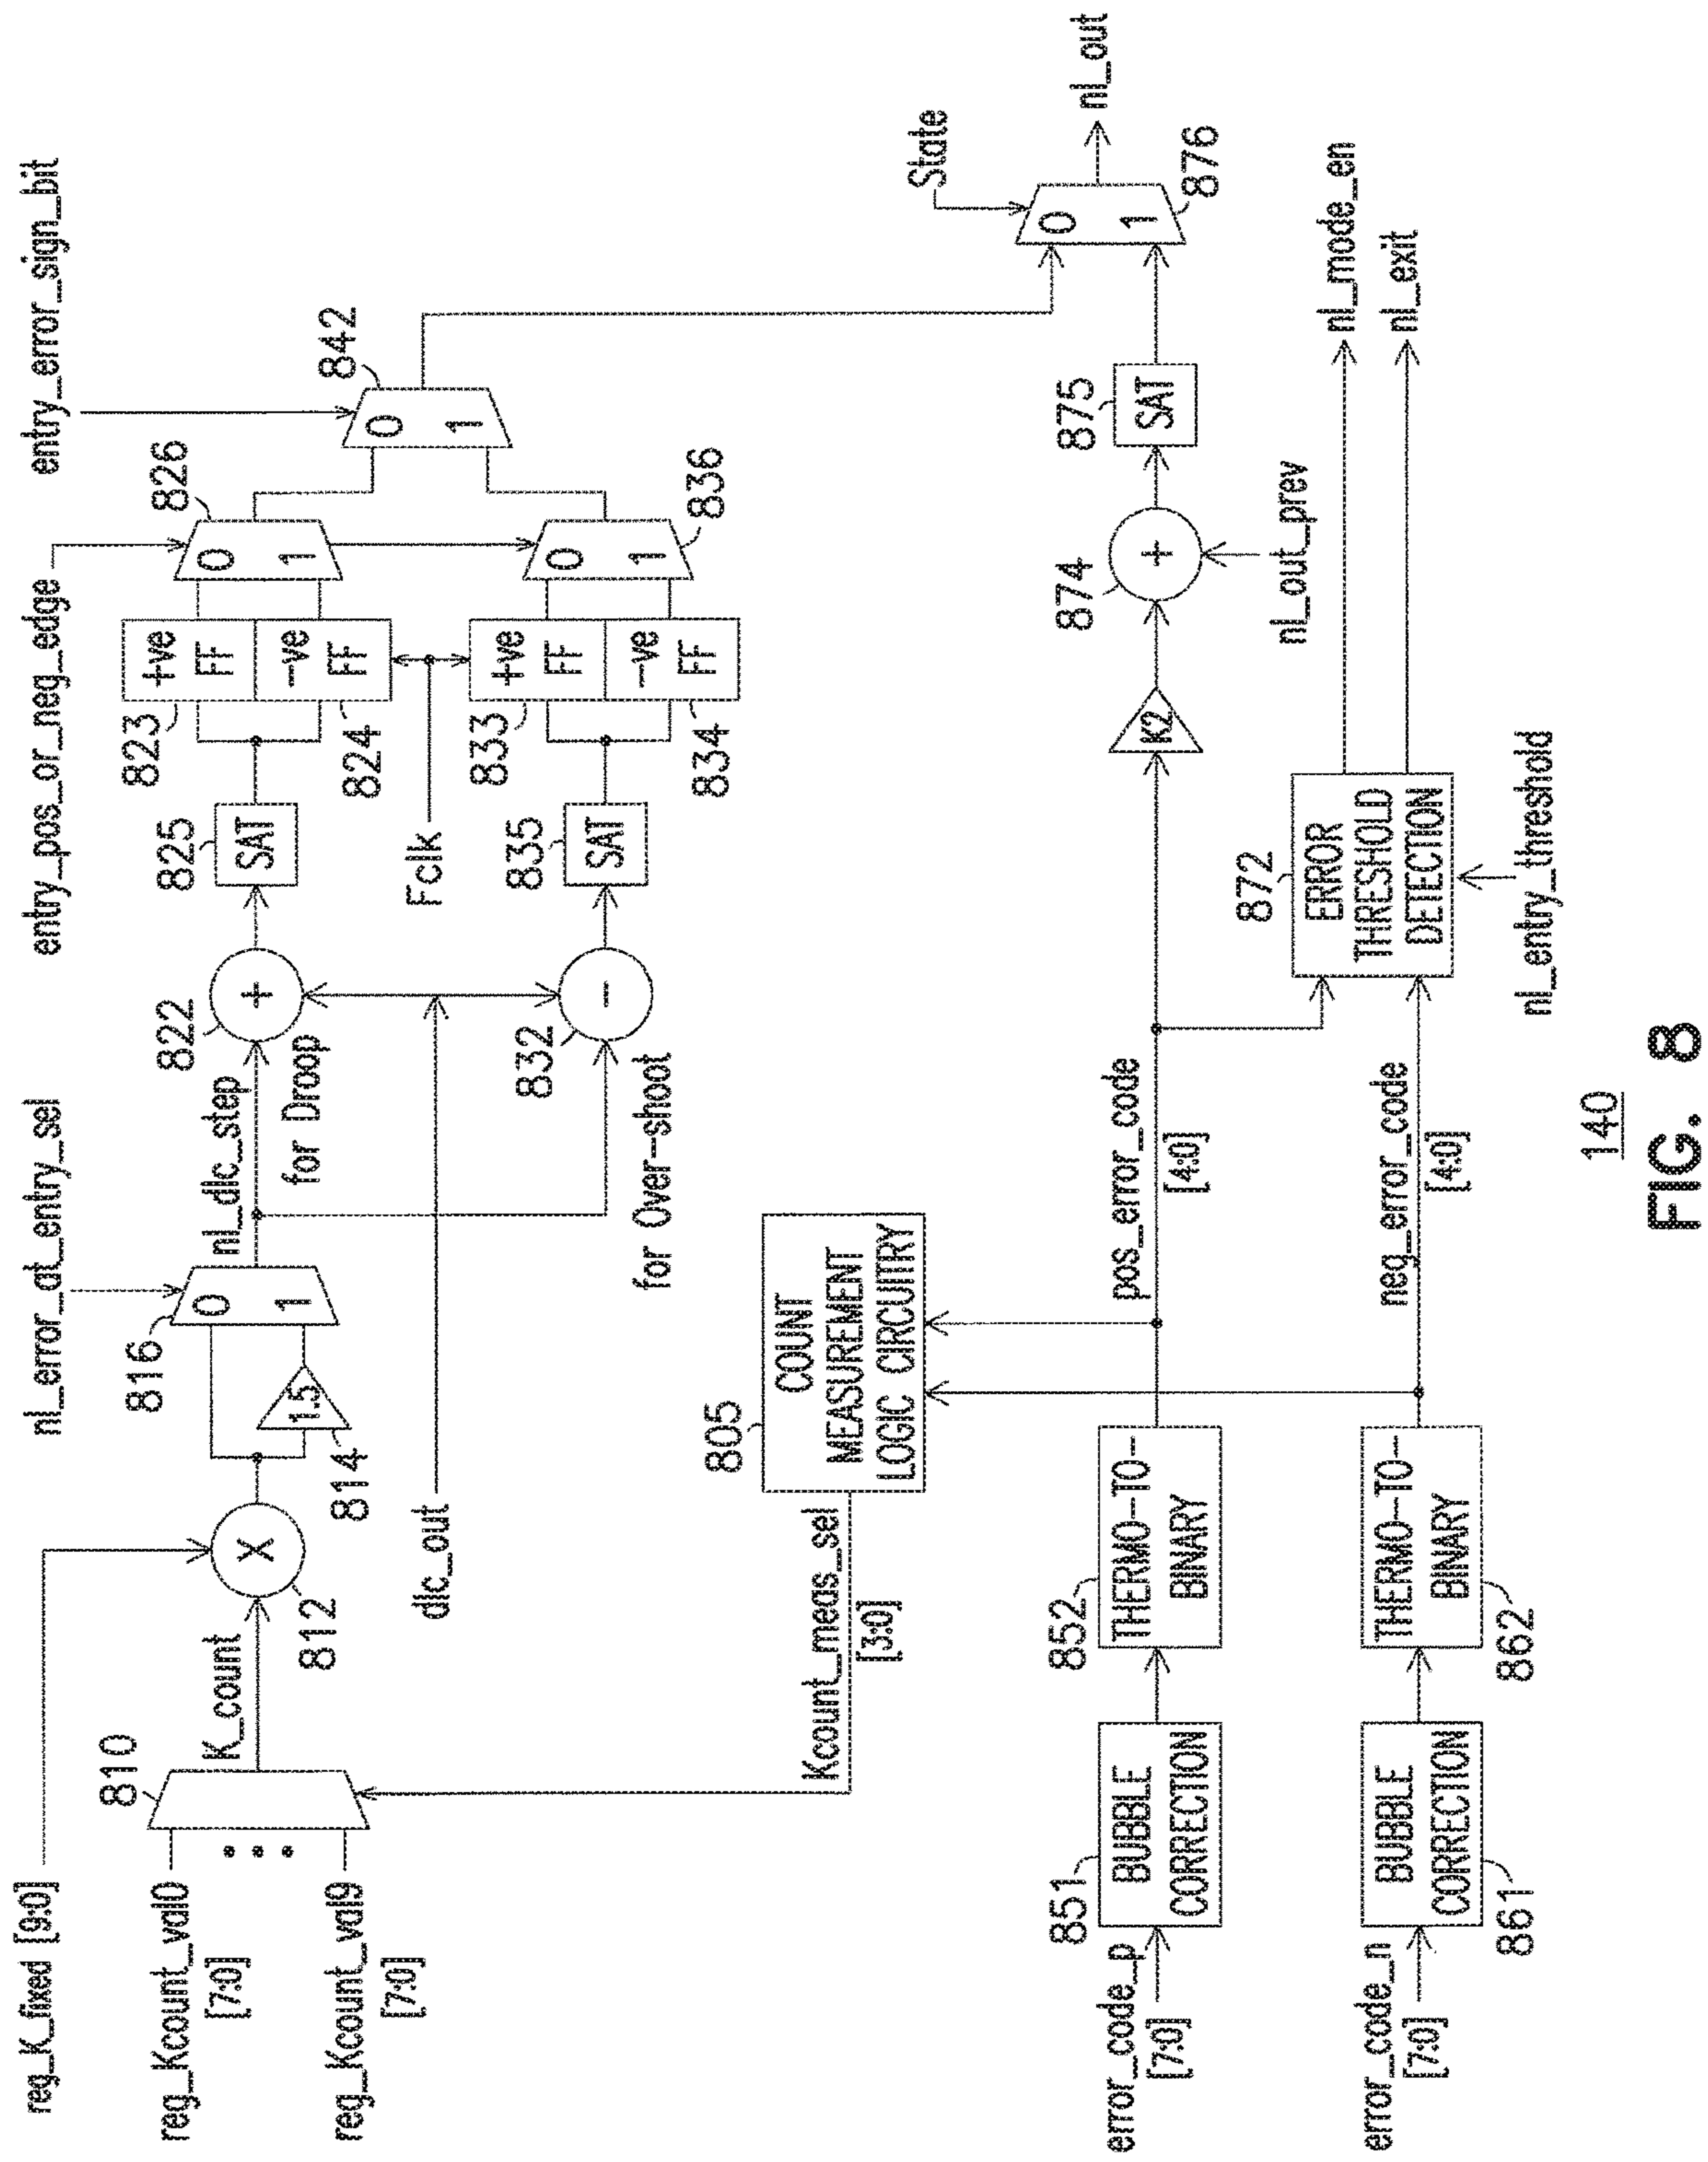 reg_K_fixed [9:0]
reg_Kcount_val0
[7:0]
reg_Kcount_val9
[7:0]
810
K_count
X
812
1.5
814
nl_error_at_entry_sel
816
0
1
nl_dlc_step
for Droop
for Over-shoot
dlc_out
822
+
832
-
825
SAT
835
SAT
Fclk
entry_pos_or_neg_edge
823
+ve
FF
824
-ve
FF
833
+ve
FF
834
-ve
FF
826
0
1
836
0
1
entry_error_sign_bit
842
0
1
Kcount_meas_sel
[3:0]
805
COUNT
MEASUREMENT
LOGIC CIRCUITRY
error_code_p
[7:0]
851
BUBBLE
CORRECTION
852
THERMO-TO-
BINARY
pos_error_code
[4:0]
error_code_n
[7:0]
861
BUBBLE
CORRECTION
862
THERMO-TO-
BINARY
neg_error_code
[4:0]
872
ERROR
THRESHOLD
DETECTION
nl_entry_threshold
K2
874
+
nl_out_prev
875
SAT
State
0
1
876
nl_out
nl_mode_en
nl_exit
140
FIG. 8